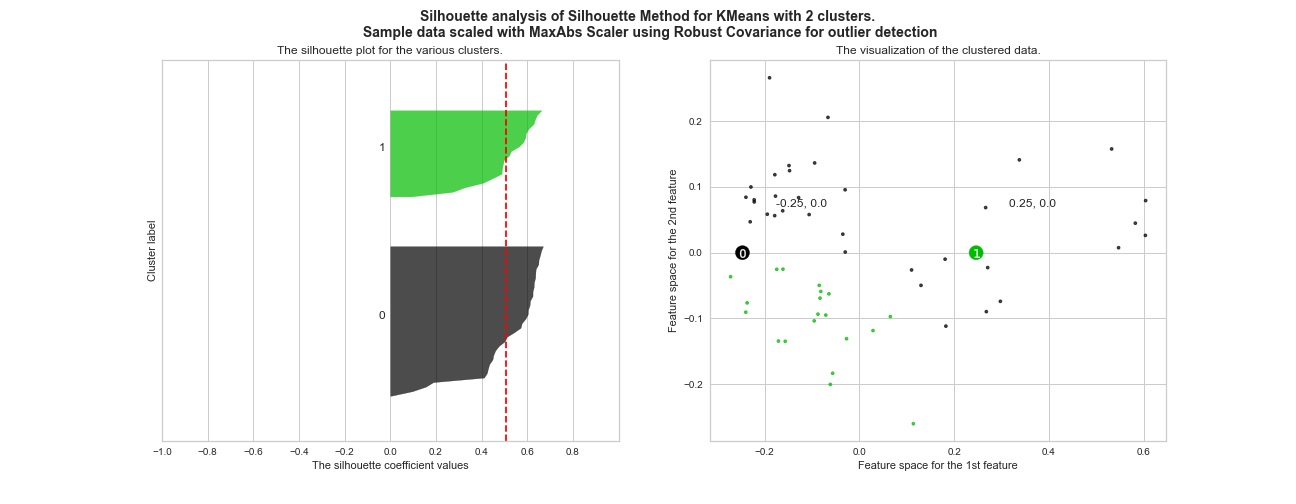 Silhouette analysis of Silhouette Method for KMeans with 2 clusters.
Sample data scaled with MaxAbs Scaler using Robust Covariance for outlier detection
The silhouette plot for the various clusters.
Cluster label
1
0
−1.0 −0.8 −0.6 −0.4 −0.2 0.0 0.2 0.4 0.6 0.8
The silhouette coefficient values
The visualization of the clustered data.
Feature space for the 2nd feature
0.2
0.1
0.0
−0.1
−0.2
-0.25, 0.0
0.25, 0.0
0
1
−0.2 0.0 0.2 0.4 0.6
Feature space for the 1st feature